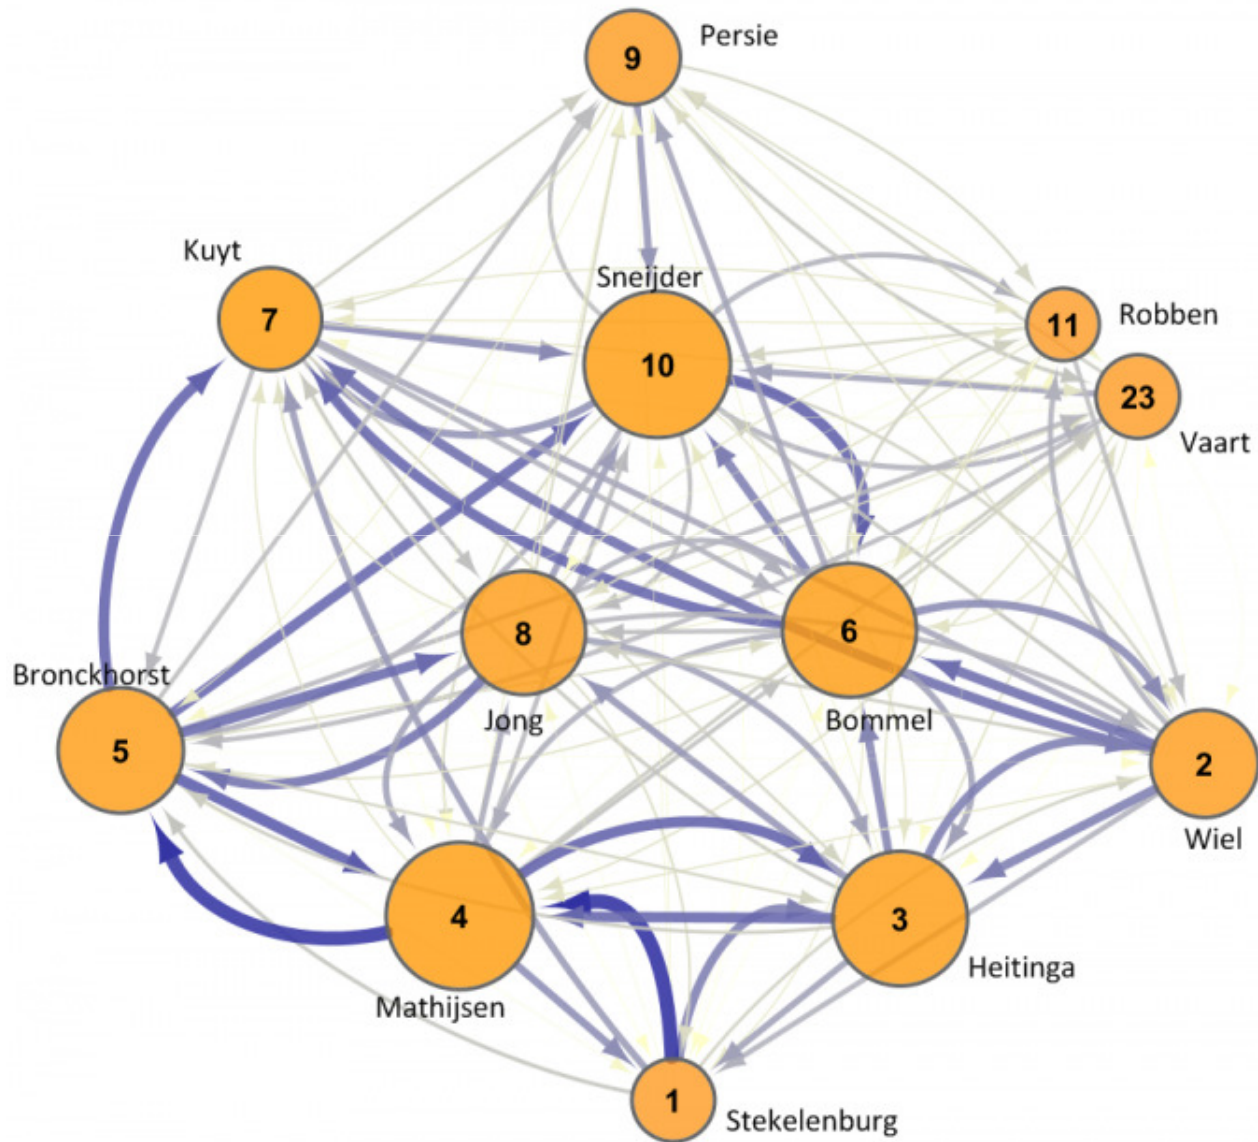 Persie
9
Kuyt
7
Sneijder
10
Robben
11
23
Vaart
8
Jong
6
Bommel
Bronckhorst
5
2
Wiel
4
Mathijsen
3
Heitinga
1
Stekelenburg